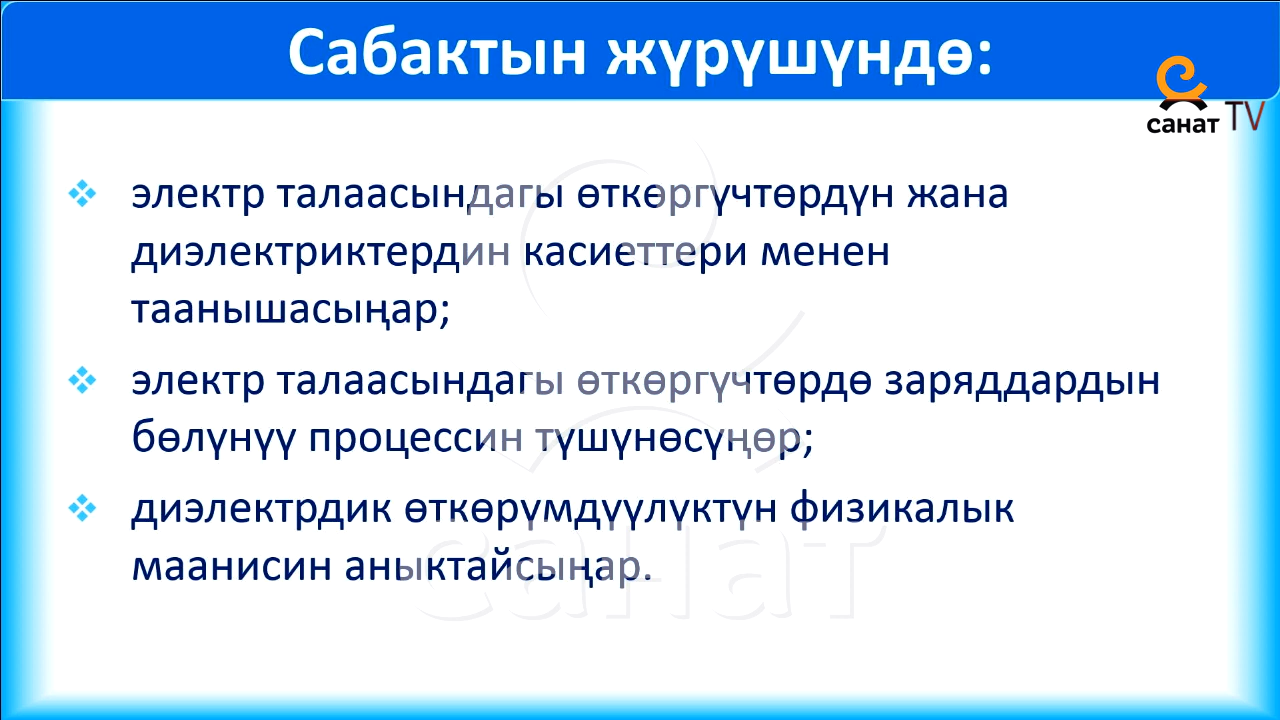 Сабактын жүрүшүндө:
санат TV
электр талаасындагы өткөргүчтөрдүн жана
диэлектриктердин касиеттери менен
таанышасыңар;
электр талаасындагы өткөргүчтөрдө заряддардын
бөлүнүү процессин түшүнөсүңөр;
диэлектрдик өткөрүмдүүлүктүн физикалык
маанисин аныктайсыңар.
санат